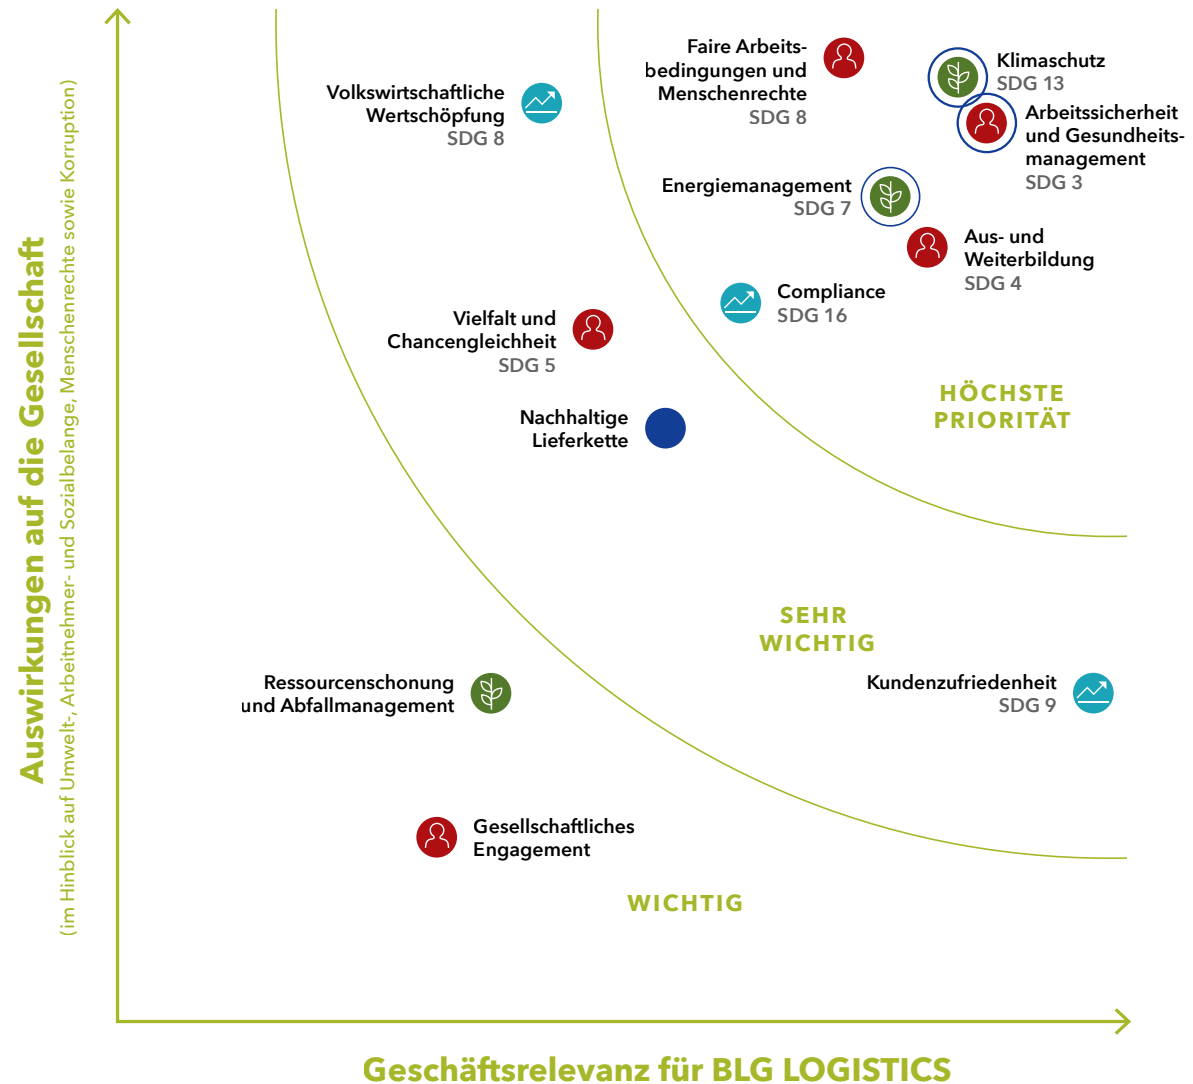 Auswirkungen auf die Gesellschaft
(im Hinblick auf Umwelt-, Arbeitnehmer- und Sozialbelange, Menschenrechte sowie Korruption)
Volkswirtschaftliche
Wertschöpfung
SDG 8
Faire Arbeits-
bedingungen und
Menschenrechte
SDG 8
Klimaschutz
SDG 13
Arbeitssicherheit
und Gesundheits-
management
SDG 3
Energiemanagement
SDG 7
Aus- und
Weiterbildung
SDG 4
Compliance
SDG 16
Vielfalt und
Chancengleichheit
SDG 5
HÖCHSTE
PRIORITÄT
Nachhaltige
Lieferkette
SEHR
WICHTIG
Ressourcenschonung
und Abfallmanagement
Kundenzufriedenheit
SDG 9
Gesellschaftliches
Engagement
WICHTIG
Geschäftsrelevanz für BLG LOGISTICS